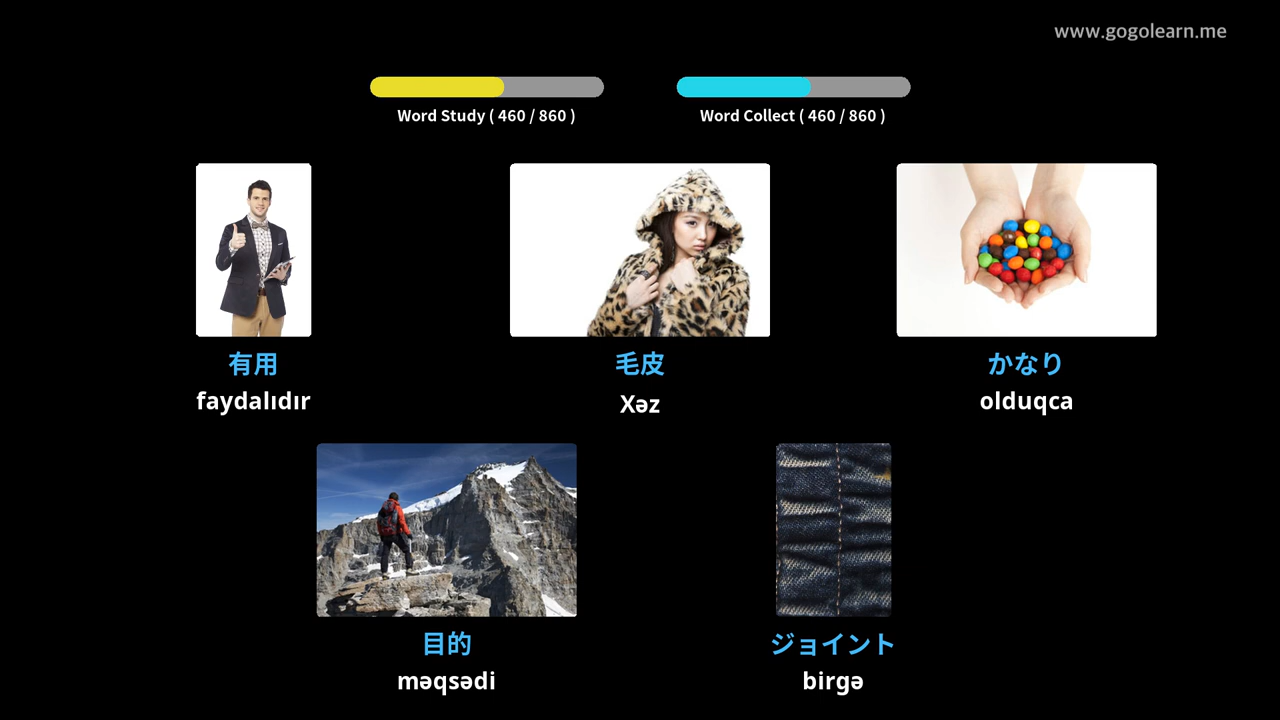 www.gogolearn.me
Word Study ( 460 / 860 )
Word Collect ( 460 / 860 )
有用
faydalıdır
毛皮
Xəz
かなり
olduqca
目的
məqsədi
ジョイント
birgə